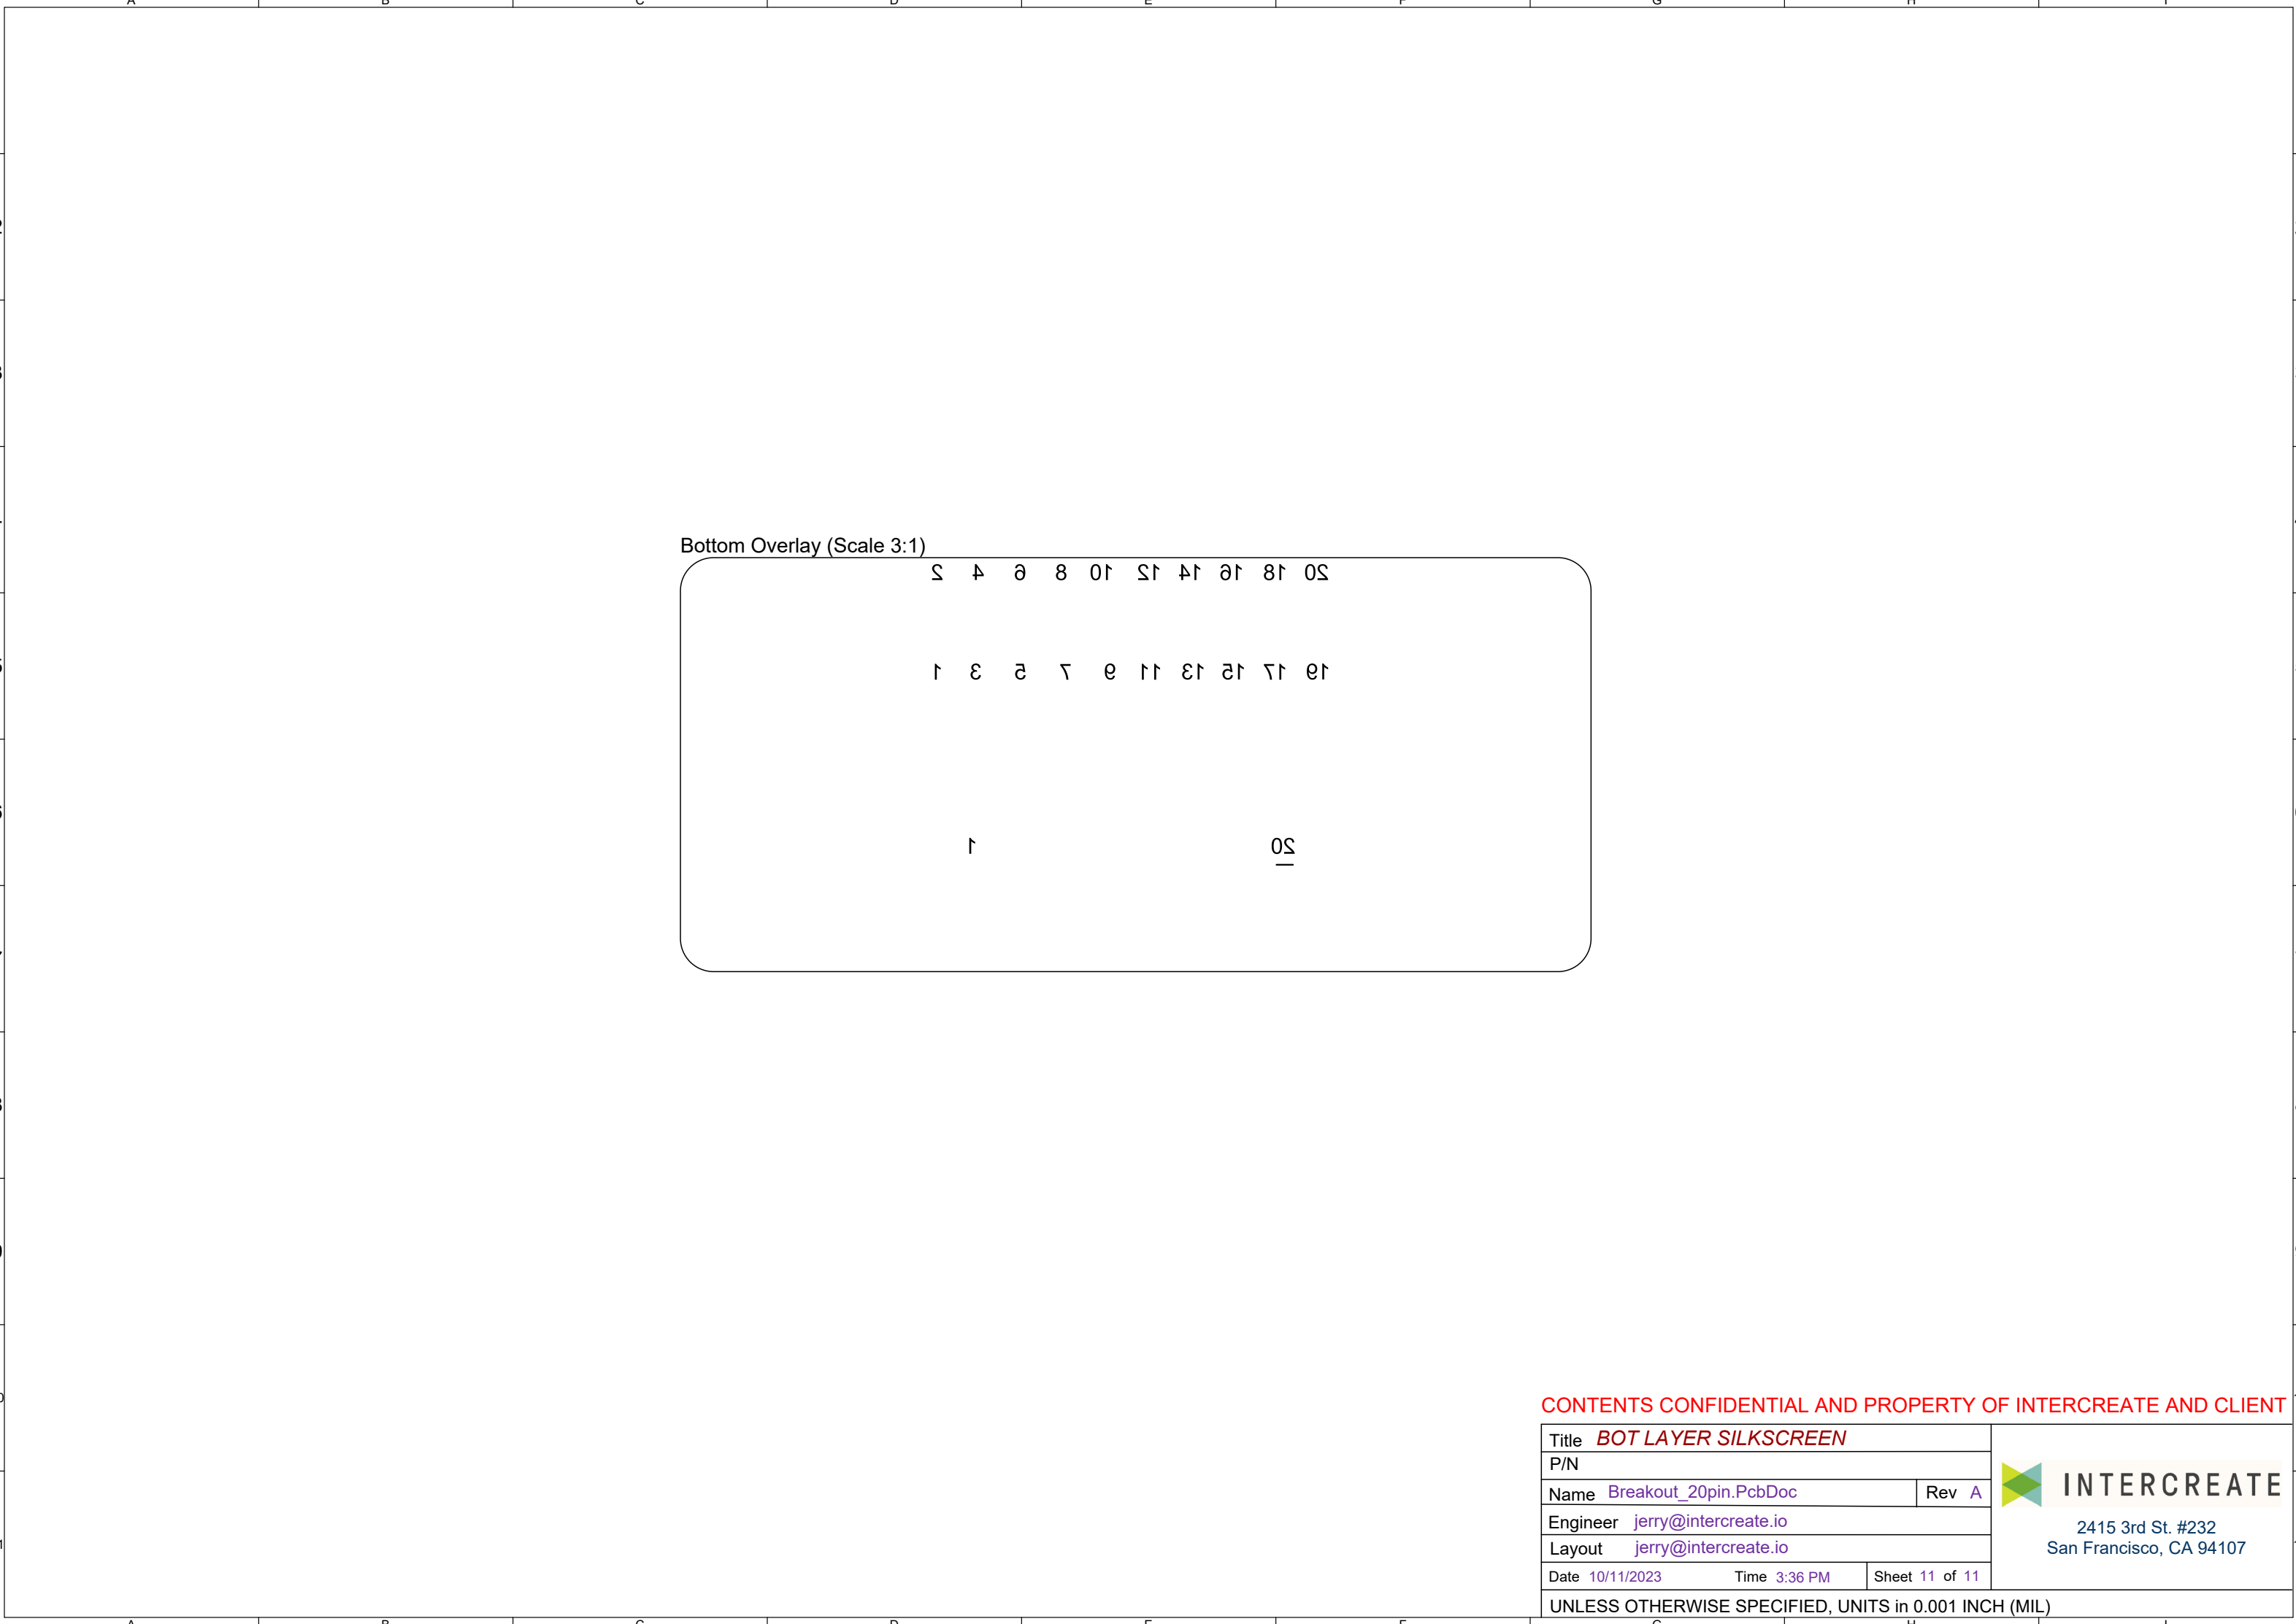 A B C D E F G H I
Bottom Overlay (Scale 3:1)
2 4 6 8 10 12 14 16 18 20
1 3 5 7 9 11 13 15 17 19
1 20
CONTENTS CONFIDENTIAL AND PROPERTY OF INTERCREATE AND CLIENT
Title BOT LAYER SILKSCREEN
P/N
Name Breakout_20pin.PcbDoc Rev A
Engineer jerry@intercreate.io
Layout jerry@intercreate.io
Date 10/11/2023 Time 3:36 PM Sheet 11 of 11
INTERCREATE
2415 3rd St. #232
San Francisco, CA 94107
UNLESS OTHERWISE SPECIFIED, UNITS in 0.001 INCH (MIL)